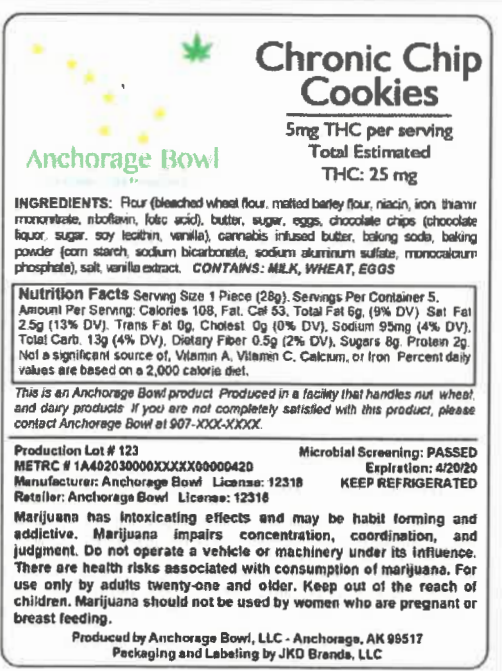 Chronic Chip
Cookies
5mg THC per serving
Total Estimated
THC: 25 mg
Anchorage Bowl
INGREDIENTS: Flour (bleached wheat flour, malted barley flour, niacin, iron, thiamir
mononitrate, riboflavin, folic acid), butter, sugar, eggs, chocolate chips (chocolate
liquor, sugar, soy lecithin, vanilla), cannabis infused butter, baking soda, baking
powder (corn starch, sodium bicarbonate, sodium aluminum sulfate, monocalcium
phosphate), salt, vanilla extract. CONTAINS: MILK, WHEAT, EGGS
Nutrition Facts Serving Size 1 Piece (28g). Servings Per Container 5.
Amount Per Serving: Calories 108, Fat. Cal 53, Total Fat 6g, (9% DV) Sat Fat
2.5g (13% DV). Trans Fat 0g, Cholest 0g (0% DV), Sodium 95mg (4% DV),
Total Carb. 13g (4% DV), Dietary Fiber 0.5g (2% DV), Sugars 8g, Protein 2g.
Not a significant source of, Vitamin A, Vitamin C, Calcium, or Iron Percent daily
values are based on a 2,000 calorie diet.
This is an Anchorage Bowl product Produced in a facility that handles nut wheat,
and dairy products If you are not completely satisfied with this product, please
contact Anchorage Bowl at 907-XXX-XXXX.
Production Lot # 123 Microbial Screening: PASSED
METRC # 1A402030000XXXXX00000420 Expiration: 4/20/20
Manufacturer: Anchorage Bowl License: 12318 KEEP REFRIGERATED
Retailer: Anchorage Bowl License: 12316
Marijuana has intoxicating effects and may be habit forming and
addictive. Marijuana impairs concentration, coordination, and
judgment. Do not operate a vehicle or machinery under its influence.
There are health risks associated with consumption of marijuana. For
use only by adults twenty-one and older. Keep out of the reach of
children. Marijuana should not be used by women who are pregnant or
breast feeding.
Produced by Anchorage Bowl, LLC - Anchorage, AK 99517
Packaging and Labeling by JKD Brands, LLC